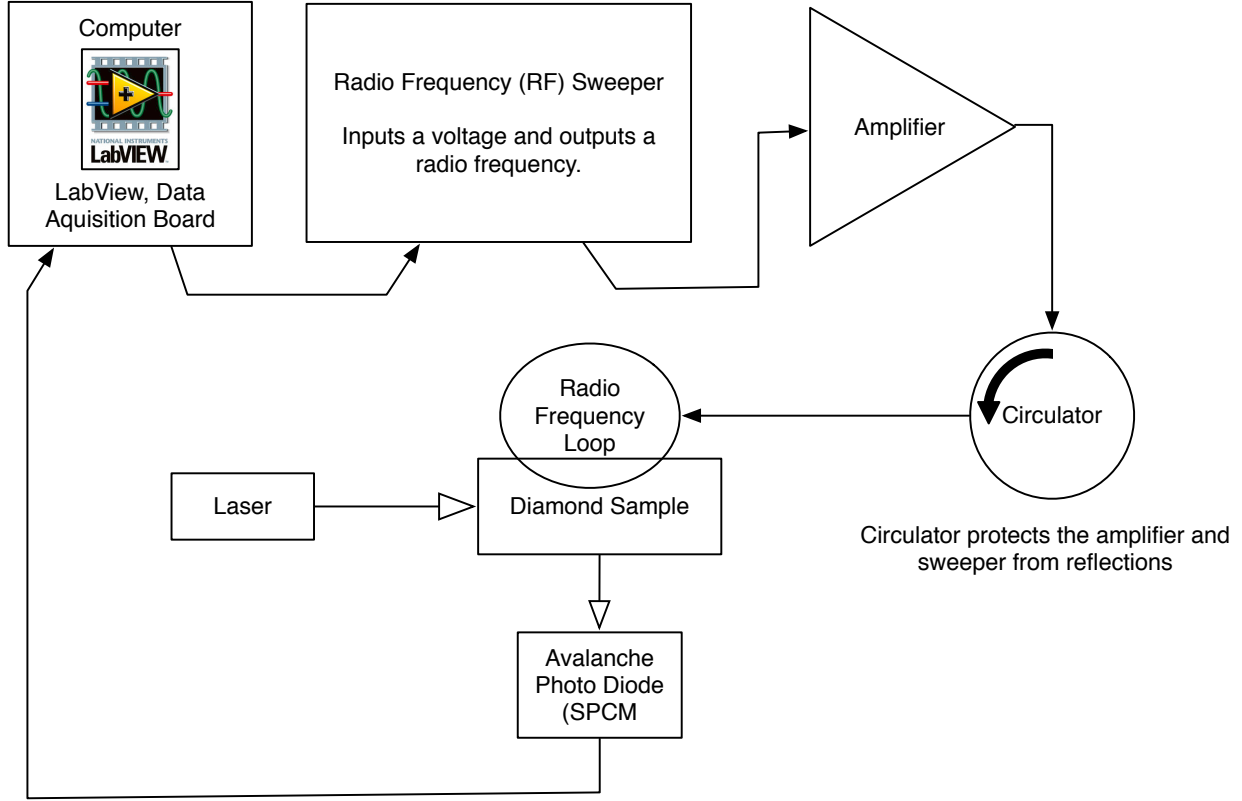 Computer
NATIONAL INSTRUMENTS
LabVIEW
LabView, Data
Aquisition Board
Radio Frequency (RF) Sweeper
Inputs a voltage and outputs a
radio frequency.
Amplifier
Circulator
Circulator protects the amplifier and
sweeper from reflections
Radio
Frequency
Loop
Laser
Diamond Sample
Avalanche
Photo Diode
(SPCM